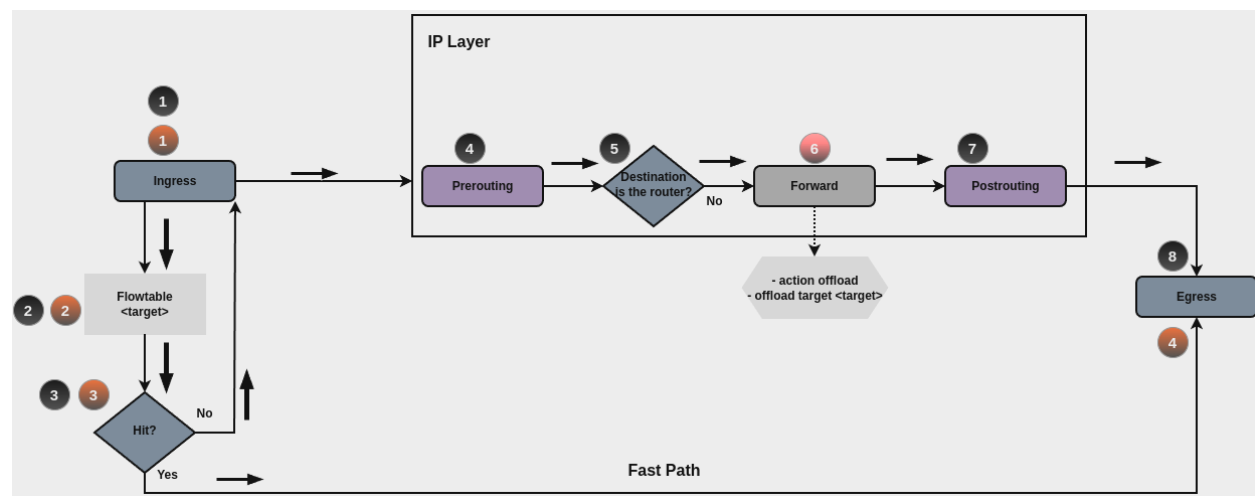 IP Layer
1
1
Ingress
4
Prerouting
5
Destination
is the router?
No
6
Forward
7
Postrouting
- action offload
- offload target <target>
8
Egress
4
2
2
Flowtable
<target>
3
3
Hit?
No
Yes
Fast Path